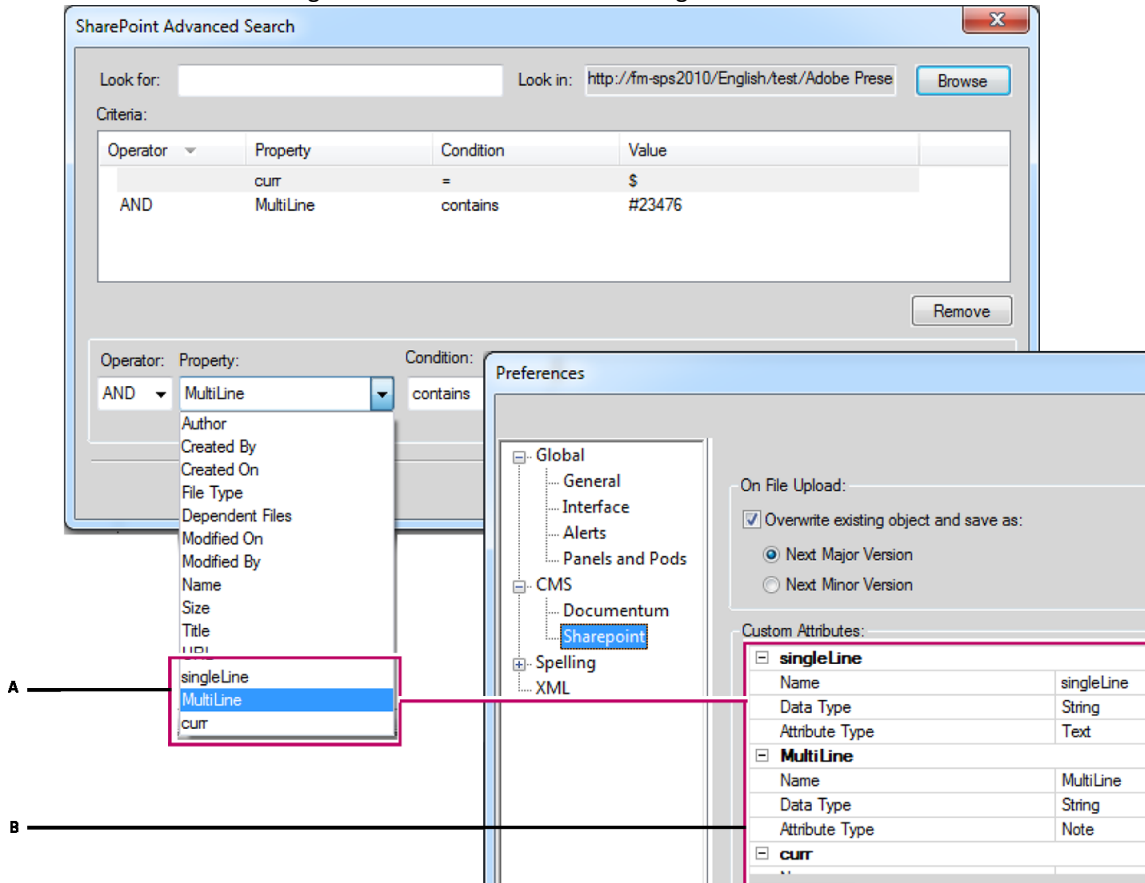 SharePoint Advanced Search
Look for: Look in: http://fm-sps2010/English/test/Adobe Prese Browse
Criteria:
Operator Property Condition Value
curr = $
AND MultiLine contains #23476
Remove
Operator: Property: Condition:
AND MultiLine contains
Author
Created By
Created On
File Type
Dependent Files
Modified On
Modified By
Name
Size
Title
URL
singleLine
MultiLine
curr
A
B
Preferences
Global
General
Interface
Alerts
Panels and Pods
CMS
Documentum
Sharepoint
Spelling
XML
On File Upload:
Overwrite existing object and save as:
Next Major Version
Next Minor Version
Custom Attributes:
singleLine
Name singleLine
Data Type String
Attribute Type Text
MultiLine
Name MultiLine
Data Type String
Attribute Type Note
curr